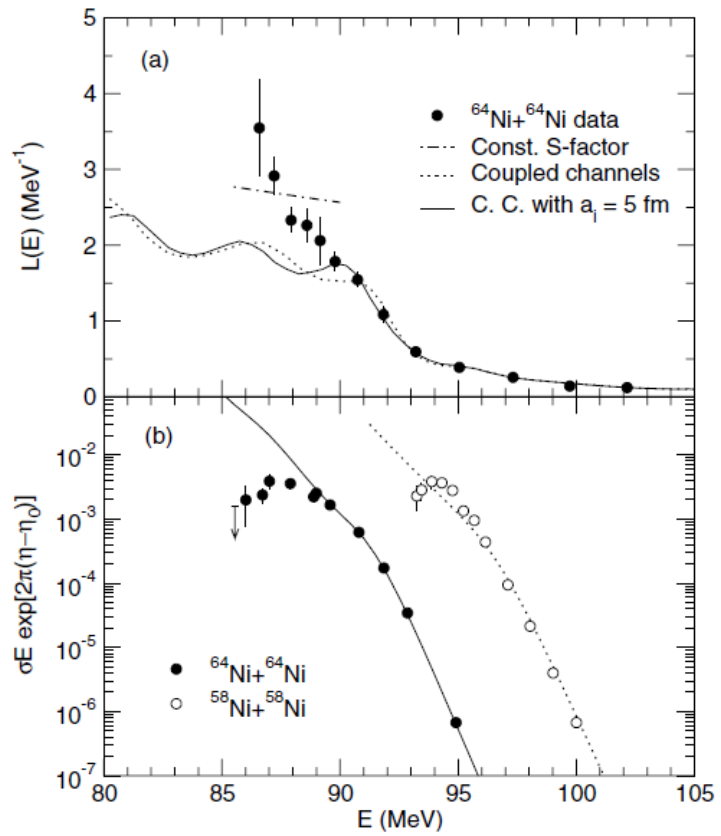 5
(a)
4
⁶⁴Ni+⁶⁴Ni data
Const. S-factor
3
Coupled channels
C. C. with aᵢ = 5 fm
L(E) (MeV⁻¹)
2
1
0
(b)
10⁻²
10⁻³
σE exp[2π(η−η₀)]
10⁻⁴
10⁻⁵
⁶⁴Ni+⁶⁴Ni
⁵⁸Ni+⁵⁸Ni
10⁻⁶
10⁻⁷
80 85 90 95 100 105
E (MeV)